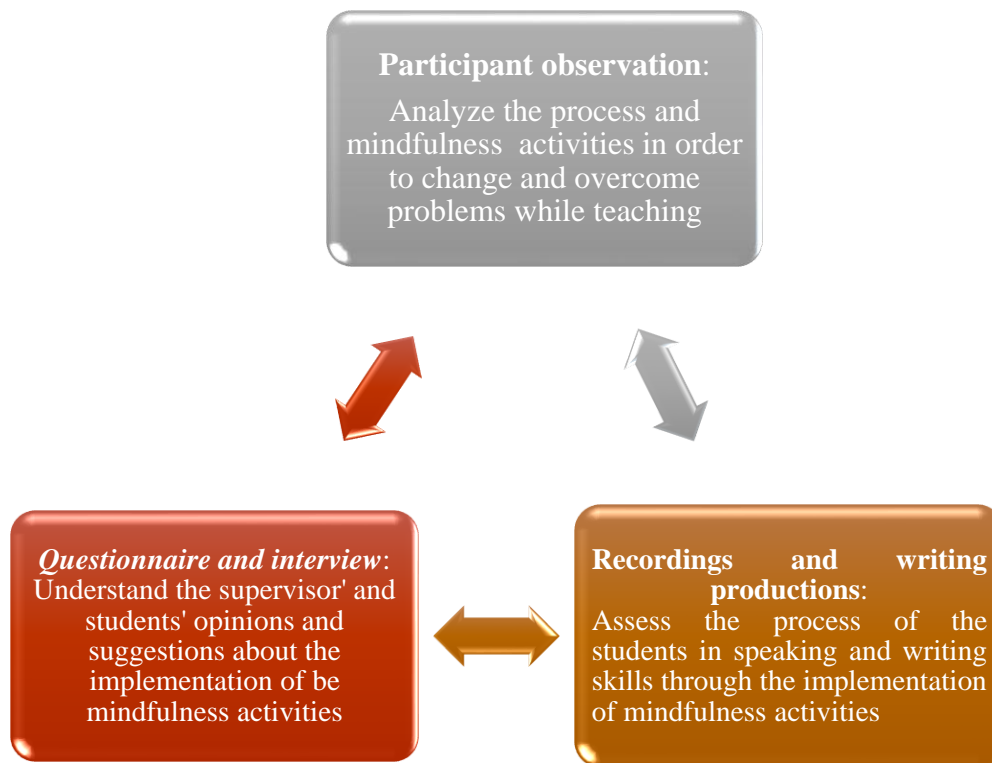 Participant observation:
Analyze the process and
mindfulness activities in order
to change and overcome
problems while teaching
Questionnaire and interview:
Understand the supervisor' and
students' opinions and
suggestions about the
implementation of be
mindfulness activities
Recordings and writing
productions:
Assess the process of the
students in speaking and writing
skills through the implementation
of mindfulness activities